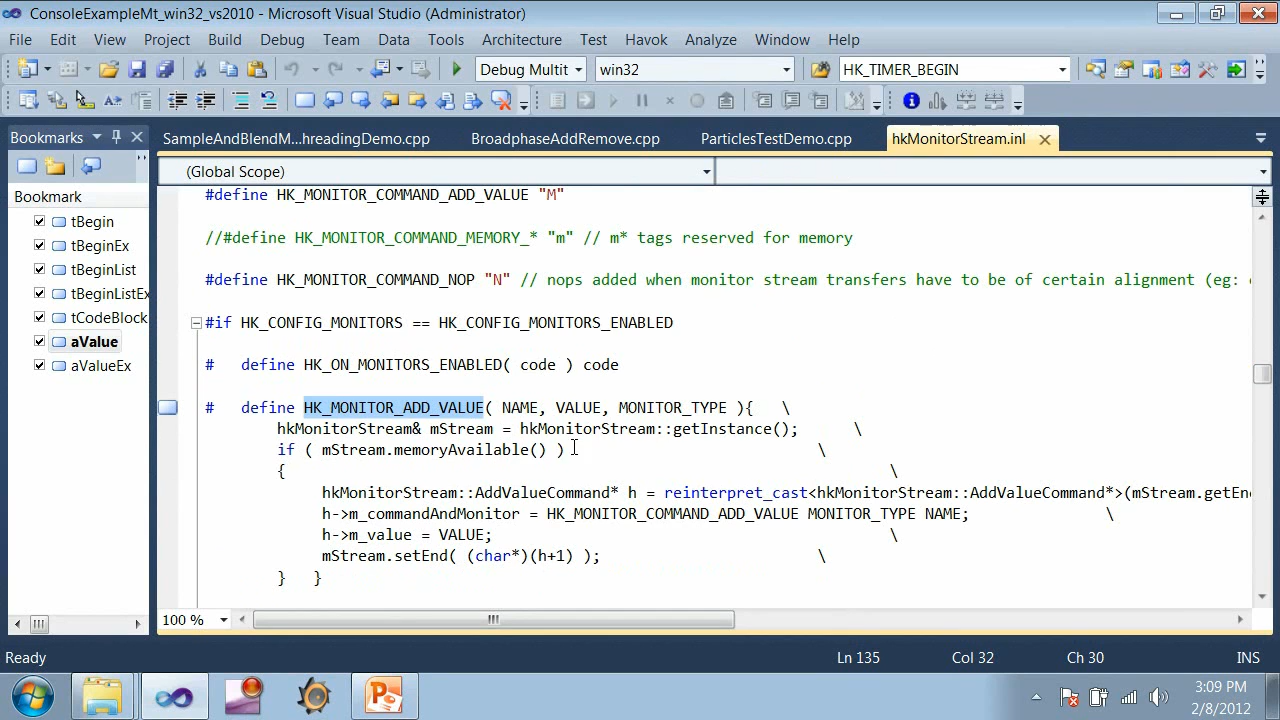 ConsoleExampleMt_win32_vs2010 - Microsoft Visual Studio (Administrator)
File Edit View Project Build Debug Team Data Tools Architecture Test Havok Analyze Window Help
Debug Multit win32 HK_TIMER_BEGIN
Bookmarks
SampleAndBlendM...hreadingDemo.cpp BroadphaseAddRemove.cpp ParticlesTestDemo.cpp hkMonitorStream.inl
(Global Scope)
Bookmark
tBegin
tBeginEx
tBeginList
tBeginListEx
tCodeBlock
aValue
aValueEx
#define HK_MONITOR_COMMAND_ADD_VALUE "M"
//#define HK_MONITOR_COMMAND_MEMORY_* "m" // m* tags reserved for memory
#define HK_MONITOR_COMMAND_NOP "N" // nops added when monitor stream transfers have to be of certain alignment (eg:
#if HK_CONFIG_MONITORS == HK_CONFIG_MONITORS_ENABLED
# define HK_ON_MONITORS_ENABLED( code ) code
# define HK_MONITOR_ADD_VALUE( NAME, VALUE, MONITOR_TYPE ){ \
hkMonitorStream& mStream = hkMonitorStream::getInstance(); \
if ( mStream.memoryAvailable() ) \
{ \
hkMonitorStream::AddValueCommand* h = reinterpret_cast<hkMonitorStream::AddValueCommand*>(mStream.getEnd
h->m_commandAndMonitor = HK_MONITOR_COMMAND_ADD_VALUE MONITOR_TYPE NAME; \
h->m_value = VALUE; \
mStream.setEnd( (char*)(h+1) ); \
} }
100 %
Ready Ln 135 Col 32 Ch 30 INS
3:09 PM
2/8/2012